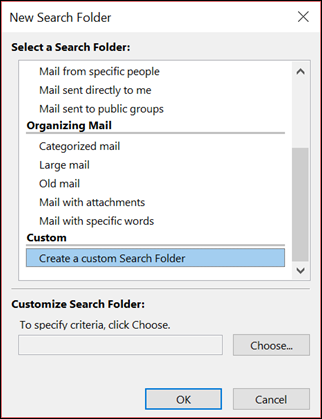 New Search Folder
Select a Search Folder:
Mail from specific people
Mail sent directly to me
Mail sent to public groups
Organizing Mail
Categorized mail
Large mail
Old mail
Mail with attachments
Mail with specific words
Custom
Create a custom Search Folder
Customize Search Folder:
To specify criteria, click Choose.
Choose...
OK
Cancel